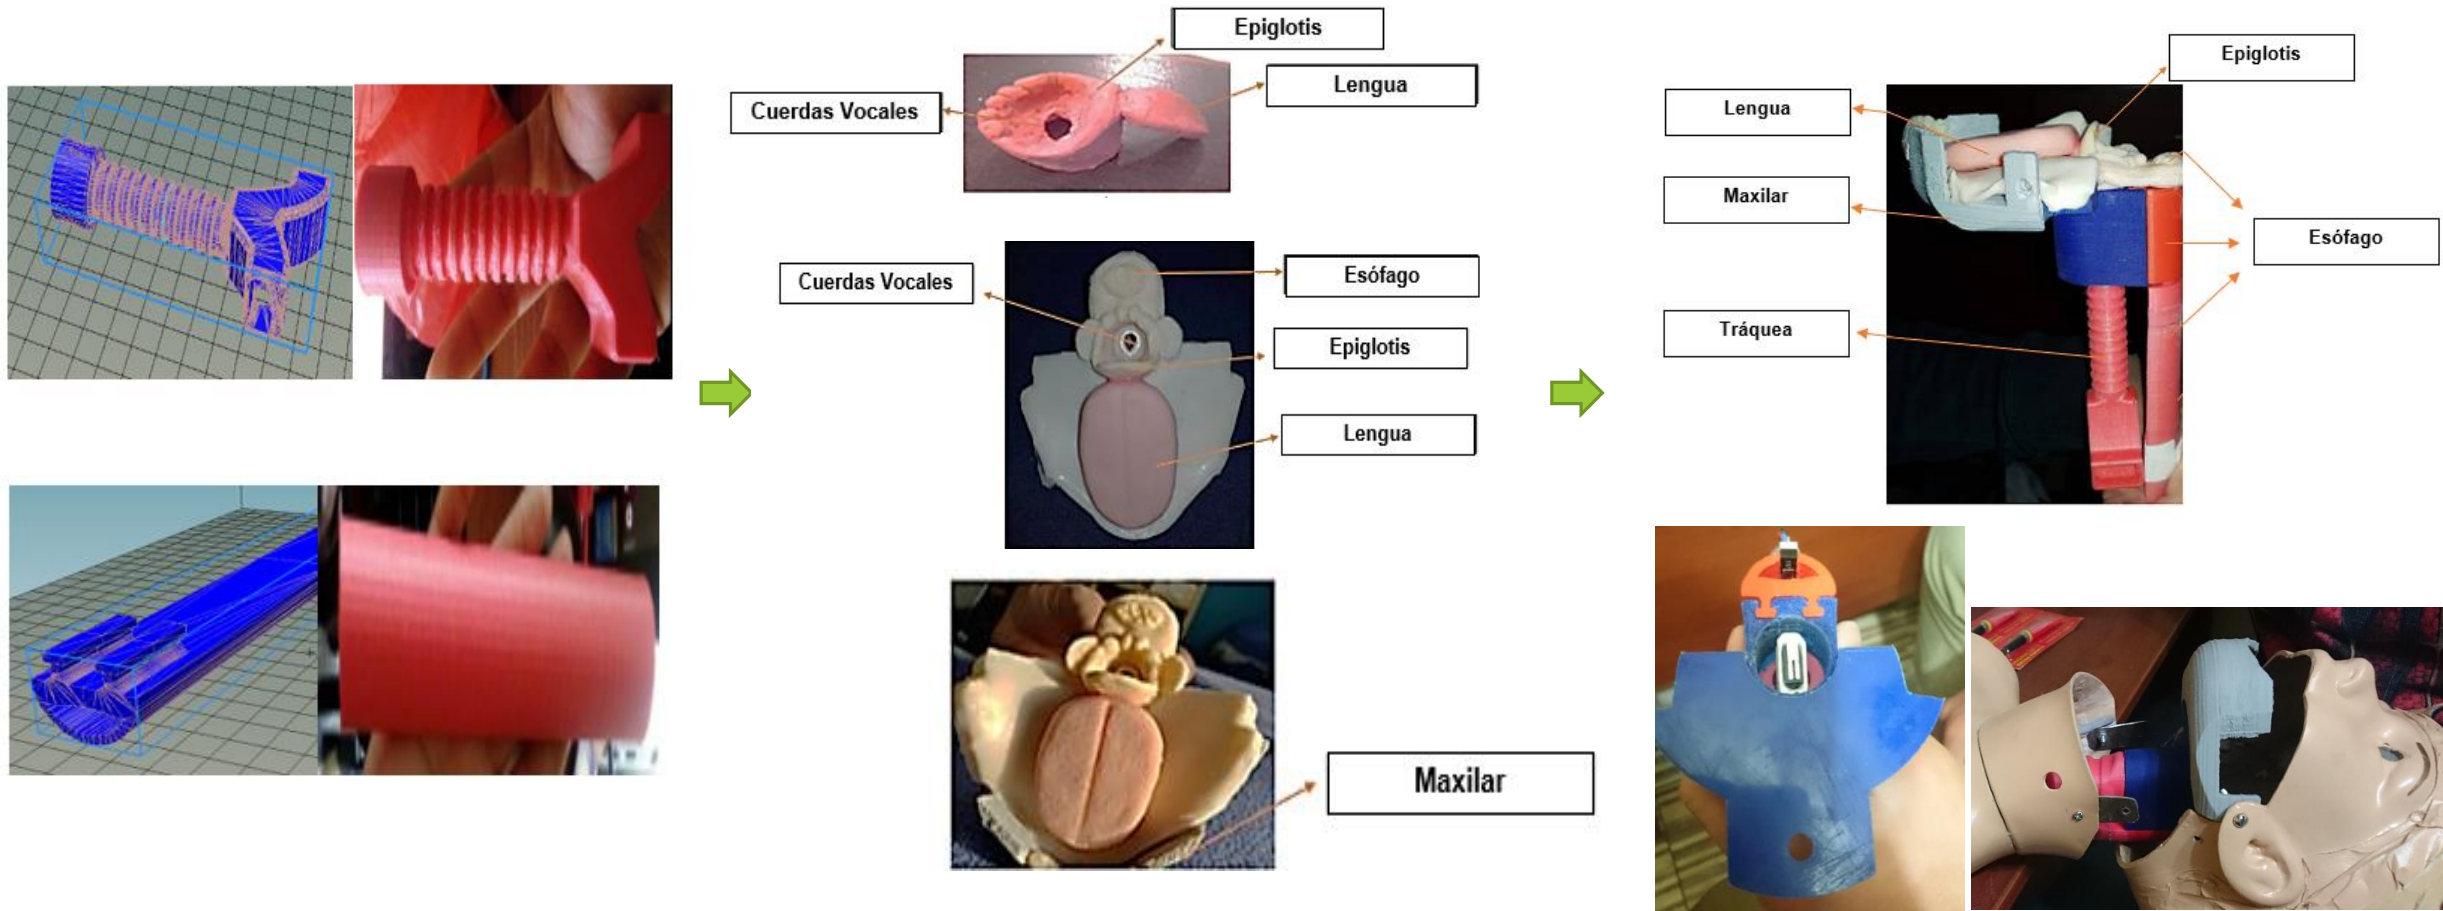 Epiglotis
Lengua
Cuerdas Vocales
Cuerdas Vocales
Esófago
Epiglotis
Lengua
Maxilar
Epiglotis
Lengua
Maxilar
Esófago
Tráquea